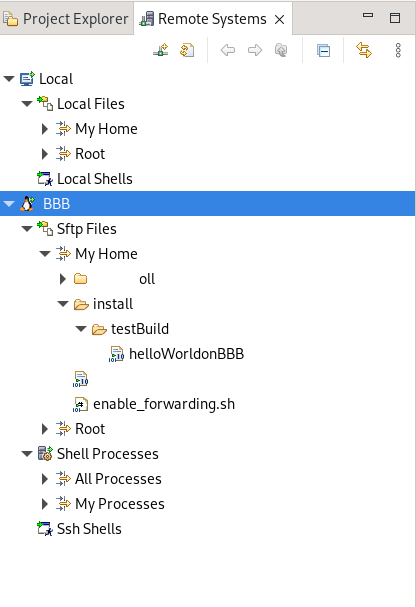 Project Explorer Remote Systems
Local
Local Files
My Home
Root
Local Shells
BBB
Sftp Files
My Home
oll
install
testBuild
helloWorldonBBB
enable_forwarding.sh
Root
Shell Processes
All Processes
My Processes
Ssh Shells